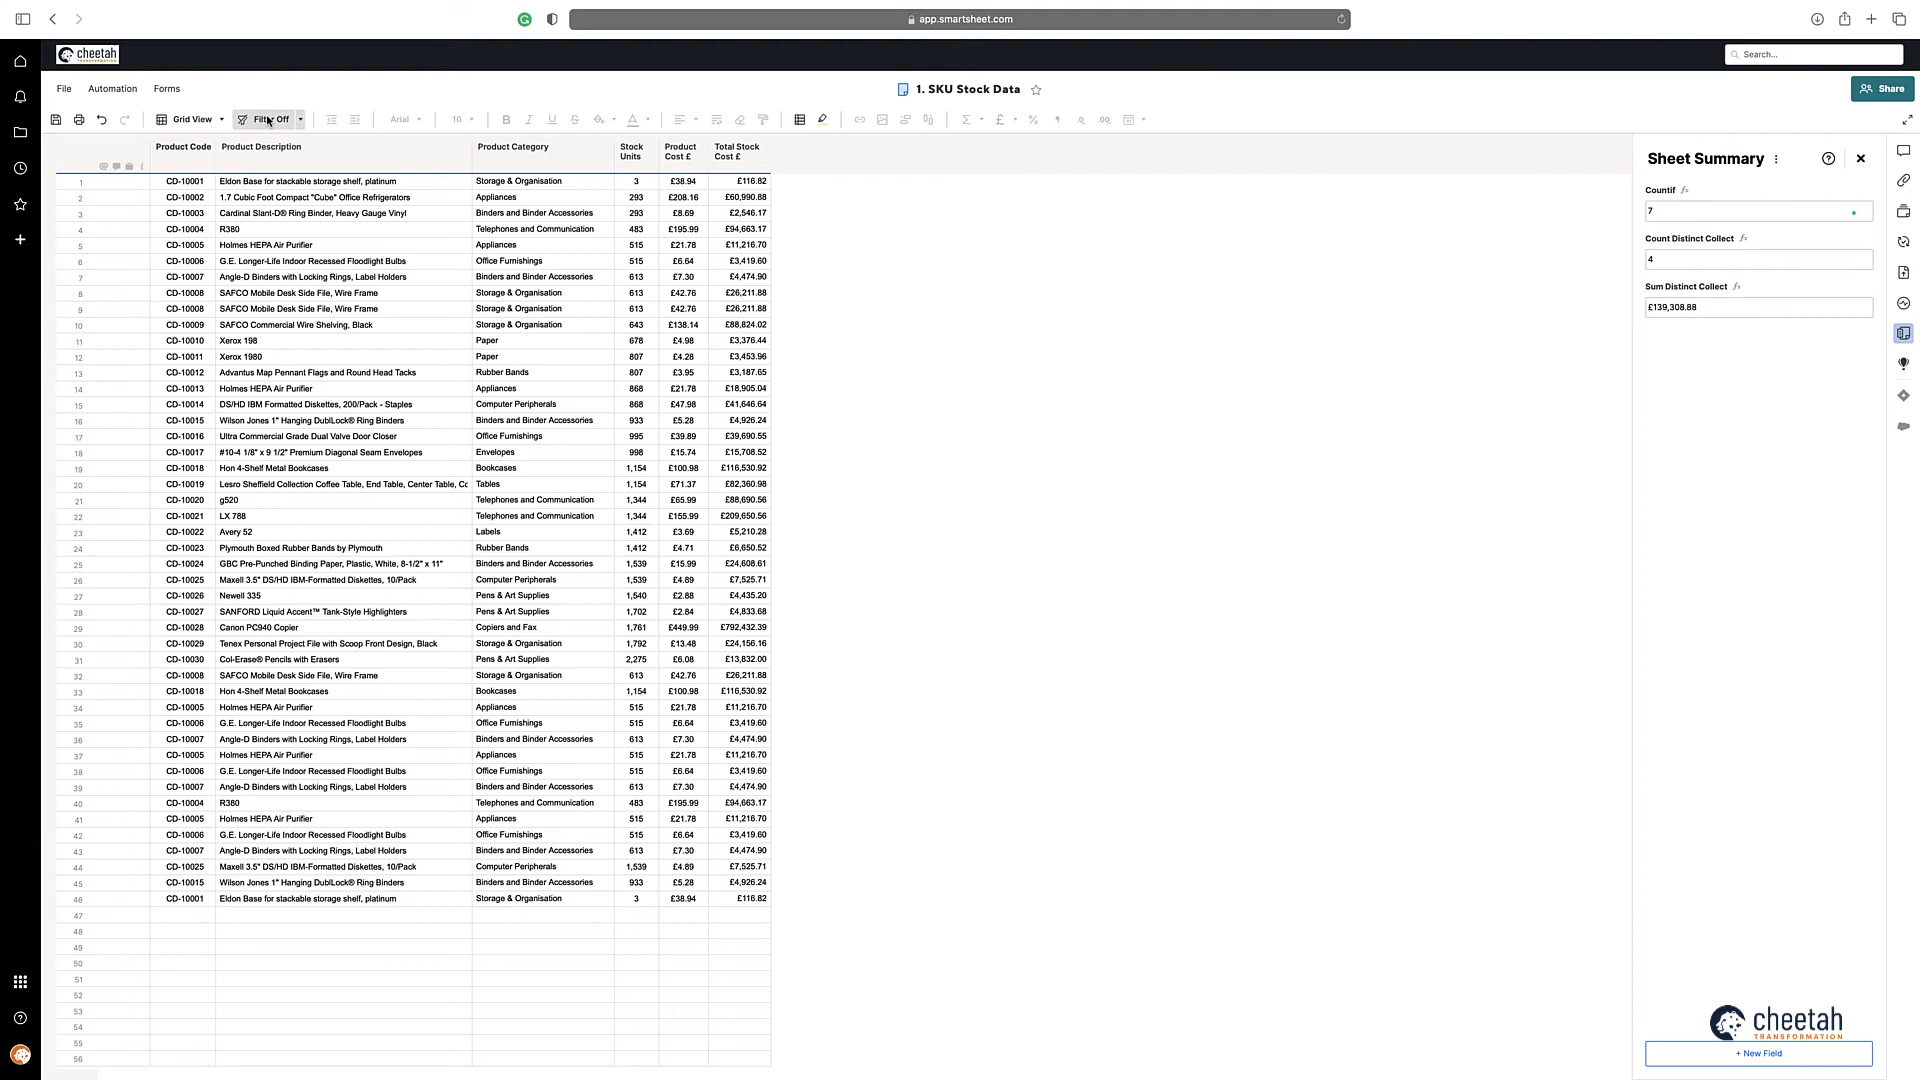 app.smartsheet.com
cheetah
TRANSFORMATION
Search...
File Automation Forms
1. SKU Stock Data
Share
Grid View Filter Off Arial 10 B I U S A Σ £ %
Product Code Product Description Product Category Stock Units Product Cost £ Total Stock Cost £
1 CD-10001 Eldon Base for stackable storage shelf, platinum Storage & Organisation 3 £38.94 £116.82
2 CD-10002 1.7 Cubic Foot Compact "Cube" Office Refrigerators Appliances 293 £208.16 £60,990.88
3 CD-10003 Cardinal Slant-D® Ring Binder, Heavy Gauge Vinyl Binders and Binder Accessories 293 £8.69 £2,546.17
4 CD-10004 R380 Telephones and Communication 483 £195.99 £94,663.17
5 CD-10005 Holmes HEPA Air Purifier Appliances 515 £21.78 £11,216.70
6 CD-10006 G.E. Longer-Life Indoor Recessed Floodlight Bulbs Office Furnishings 515 £6.64 £3,419.60
7 CD-10007 Angle-D Binders with Locking Rings, Label Holders Binders and Binder Accessories 613 £7.30 £4,474.90
8 CD-10008 SAFCO Mobile Desk Side File, Wire Frame Storage & Organisation 613 £42.76 £26,211.88
9 CD-10008 SAFCO Mobile Desk Side File, Wire Frame Storage & Organisation 613 £42.76 £26,211.88
10 CD-10009 SAFCO Commercial Wire Shelving, Black Storage & Organisation 643 £138.14 £88,824.02
11 CD-10010 Xerox 198 Paper 678 £4.98 £3,376.44
12 CD-10011 Xerox 1980 Paper 807 £4.28 £3,453.96
13 CD-10012 Advantus Map Pennant Flags and Round Head Tacks Rubber Bands 807 £3.95 £3,187.65
14 CD-10013 Holmes HEPA Air Purifier Appliances 868 £21.78 £18,905.04
15 CD-10014 DS/HD IBM Formatted Diskettes, 200/Pack - Staples Computer Peripherals 868 £47.98 £41,646.64
16 CD-10015 Wilson Jones 1" Hanging DublLock® Ring Binders Binders and Binder Accessories 933 £5.28 £4,926.24
17 CD-10016 Ultra Commercial Grade Dual Valve Door Closer Office Furnishings 995 £39.89 £39,690.55
18 CD-10017 #10-4 1/8" x 9 1/2" Premium Diagonal Seam Envelopes Envelopes 998 £15.74 £15,708.52
19 CD-10018 Hon 4-Shelf Metal Bookcases Bookcases 1,154 £100.98 £116,530.92
20 CD-10019 Lesro Sheffield Collection Coffee Table, End Table, Center Table, Cc Tables 1,154 £71.37 £82,360.98
21 CD-10020 g520 Telephones and Communication 1,344 £65.99 £88,690.56
22 CD-10021 LX 788 Telephones and Communication 1,344 £155.99 £209,650.56
23 CD-10022 Avery 52 Labels 1,412 £3.69 £5,210.28
24 CD-10023 Plymouth Boxed Rubber Bands by Plymouth Rubber Bands 1,412 £4.71 £6,650.52
25 CD-10024 GBC Pre-Punched Binding Paper, Plastic, White, 8-1/2" x 11" Binders and Binder Accessories 1,539 £15.99 £24,608.61
26 CD-10025 Maxell 3.5" DS/HD IBM-Formatted Diskettes, 10/Pack Computer Peripherals 1,539 £4.89 £7,525.71
27 CD-10026 Newell 335 Pens & Art Supplies 1,540 £2.88 £4,435.20
28 CD-10027 SANFORD Liquid Accent™ Tank-Style Highlighters Pens & Art Supplies 1,702 £2.84 £4,833.68
29 CD-10028 Canon PC940 Copier Copiers and Fax 1,761 £449.99 £792,432.39
30 CD-10029 Tenex Personal Project File with Scoop Front Design, Black Storage & Organisation 1,792 £13.48 £24,156.16
31 CD-10030 Col-Erase® Pencils with Erasers Pens & Art Supplies 2,275 £6.08 £13,832.00
32 CD-10008 SAFCO Mobile Desk Side File, Wire Frame Storage & Organisation 613 £42.76 £26,211.88
33 CD-10018 Hon 4-Shelf Metal Bookcases Bookcases 1,154 £100.98 £116,530.92
34 CD-10005 Holmes HEPA Air Purifier Appliances 515 £21.78 £11,216.70
35 CD-10006 G.E. Longer-Life Indoor Recessed Floodlight Bulbs Office Furnishings 515 £6.64 £3,419.60
36 CD-10007 Angle-D Binders with Locking Rings, Label Holders Binders and Binder Accessories 613 £7.30 £4,474.90
37 CD-10005 Holmes HEPA Air Purifier Appliances 515 £21.78 £11,216.70
38 CD-10006 G.E. Longer-Life Indoor Recessed Floodlight Bulbs Office Furnishings 515 £6.64 £3,419.60
39 CD-10007 Angle-D Binders with Locking Rings, Label Holders Binders and Binder Accessories 613 £7.30 £4,474.90
40 CD-10004 R380 Telephones and Communication 483 £195.99 £94,663.17
41 CD-10005 Holmes HEPA Air Purifier Appliances 515 £21.78 £11,216.70
42 CD-10006 G.E. Longer-Life Indoor Recessed Floodlight Bulbs Office Furnishings 515 £6.64 £3,419.60
43 CD-10007 Angle-D Binders with Locking Rings, Label Holders Binders and Binder Accessories 613 £7.30 £4,474.90
44 CD-10025 Maxell 3.5" DS/HD IBM-Formatted Diskettes, 10/Pack Computer Peripherals 1,539 £4.89 £7,525.71
45 CD-10015 Wilson Jones 1" Hanging DublLock® Ring Binders Binders and Binder Accessories 933 £5.28 £4,926.24
46 CD-10001 Eldon Base for stackable storage shelf, platinum Storage & Organisation 3 £38.94 £116.82
47
48
49
50
51
52
53
54
55
56
Sheet Summary
Countif fx
7
Count Distinct Collect fx
4
Sum Distinct Collect fx
£139,308.88
cheetah
TRANSFORMATION
+ New Field